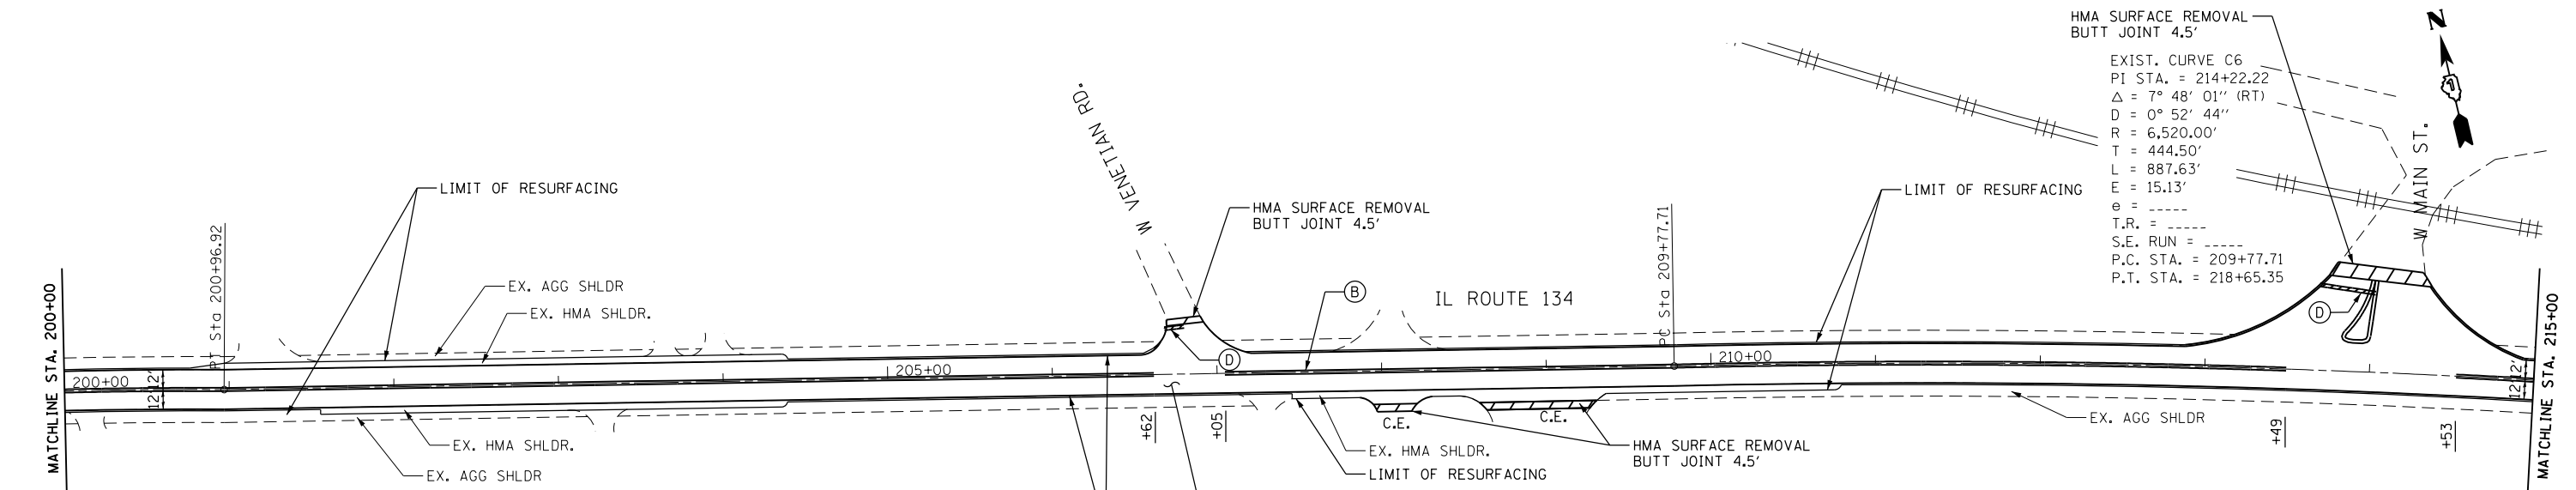 HMA SURFACE REMOVAL
BUTT JOINT 4.5'
N
EXIST. CURVE C6
PI STA. = 214+22.22
Δ = 7° 48' 01'' (RT)
D = 0° 52' 44''
R = 6,520.00'
T = 444.50'
L = 887.63'
E = 15.13'
e = _____
T.R. = _____
S.E. RUN = _____
P.C. STA. = 209+77.71
P.T. STA. = 218+65.35
W MAIN ST.
W VENETIAN RD.
LIMIT OF RESURFACING
HMA SURFACE REMOVAL
BUTT JOINT 4.5'
LIMIT OF RESURFACING
PT Sta 200+96.92
PC Sta 209+77.71
EX. AGG SHLDR
EX. HMA SHLDR.
B
IL ROUTE 134
D
D
MATCHLINE STA. 200+00
200+00
12'
12'
205+00
210+00
12'
12'
MATCHLINE STA. 215+00
+62
+05
C.E.
C.E.
+49
+53
EX. HMA SHLDR.
EX. AGG SHLDR
EX. HMA SHLDR.
LIMIT OF RESURFACING
HMA SURFACE REMOVAL
BUTT JOINT 4.5'
EX. AGG SHLDR